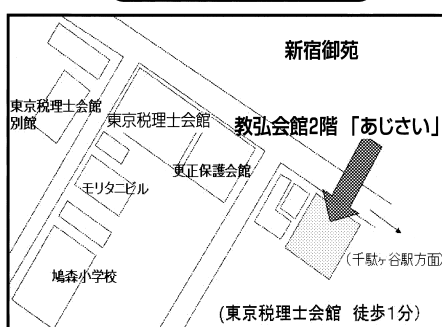 新宿御苑
東京税理士会館
別館
東京税理士会館
教弘会館2階「あじさい」
東正保護会館
モリタニビル
鳩森小学校
(千駄ヶ谷駅方面)
(東京税理士会館 徒歩1分)